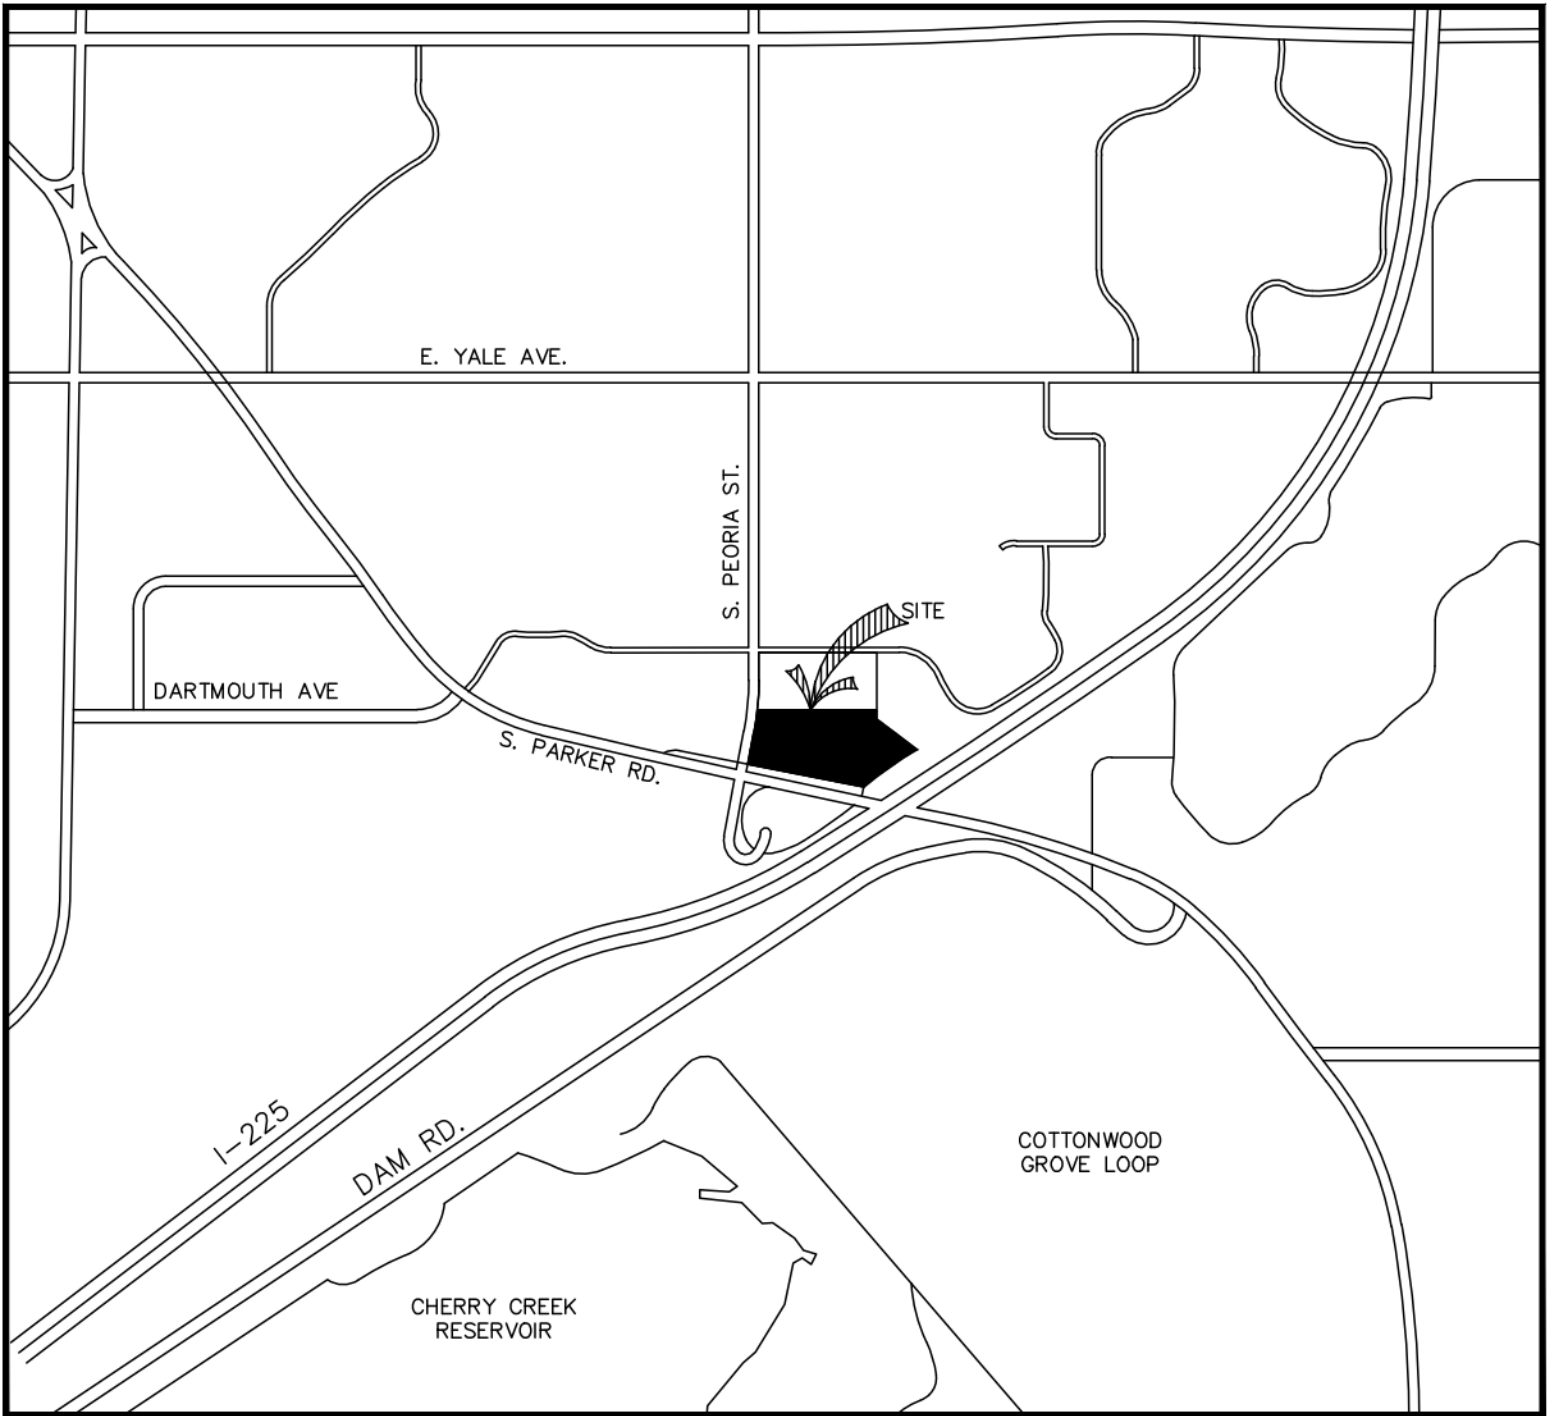 E. YALE AVE.
S. PEORIA ST.
SITE
DARTMOUTH AVE
S. PARKER RD.
I-225
DAM RD.
COTTONWOOD
GROVE LOOP
CHERRY CREEK
RESERVOIR